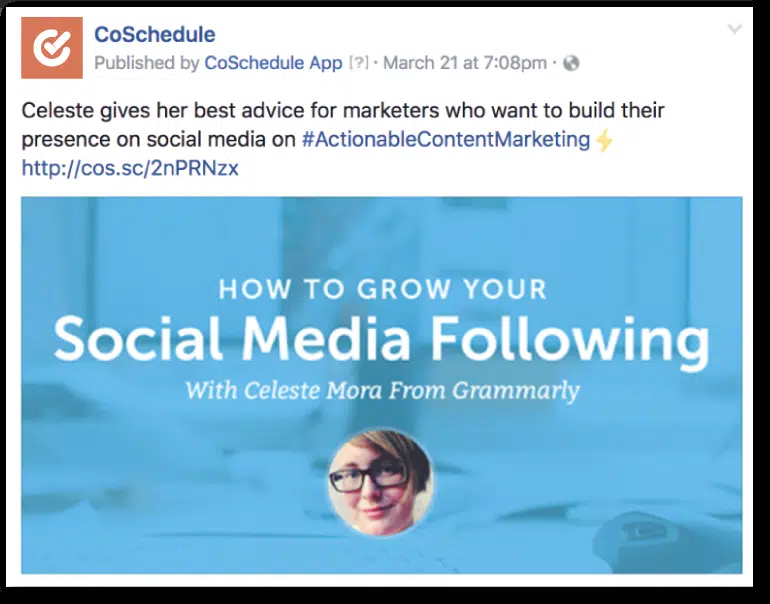 CoSchedule
Published by CoSchedule App [?] · March 21 at 7:08pm ·
Celeste gives her best advice for marketers who want to build their
presence on social media on #ActionableContentMarketing⚡
http://cos.sc/2nPRNzx
HOW TO GROW YOUR
Social Media Following
With Celeste Mora From Grammarly